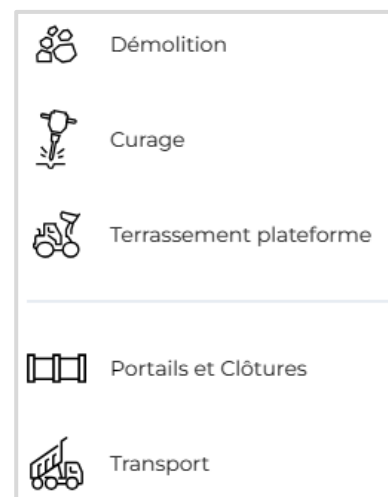 Démolition
Curage
Terrassement plateforme
Portails et Clôtures
Transport